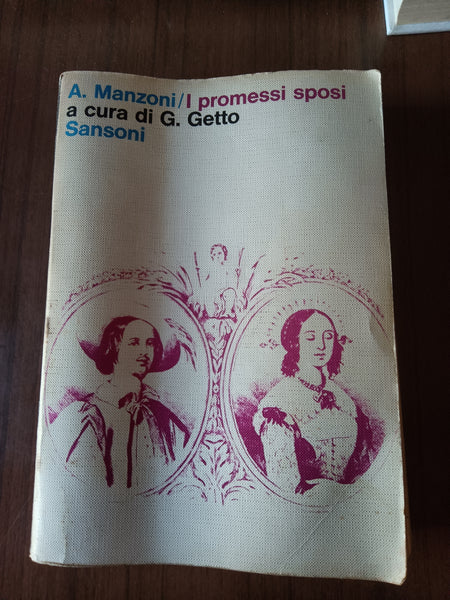 A. Manzoni/I promessi sposi
a cura di G. Getto
Sansoni